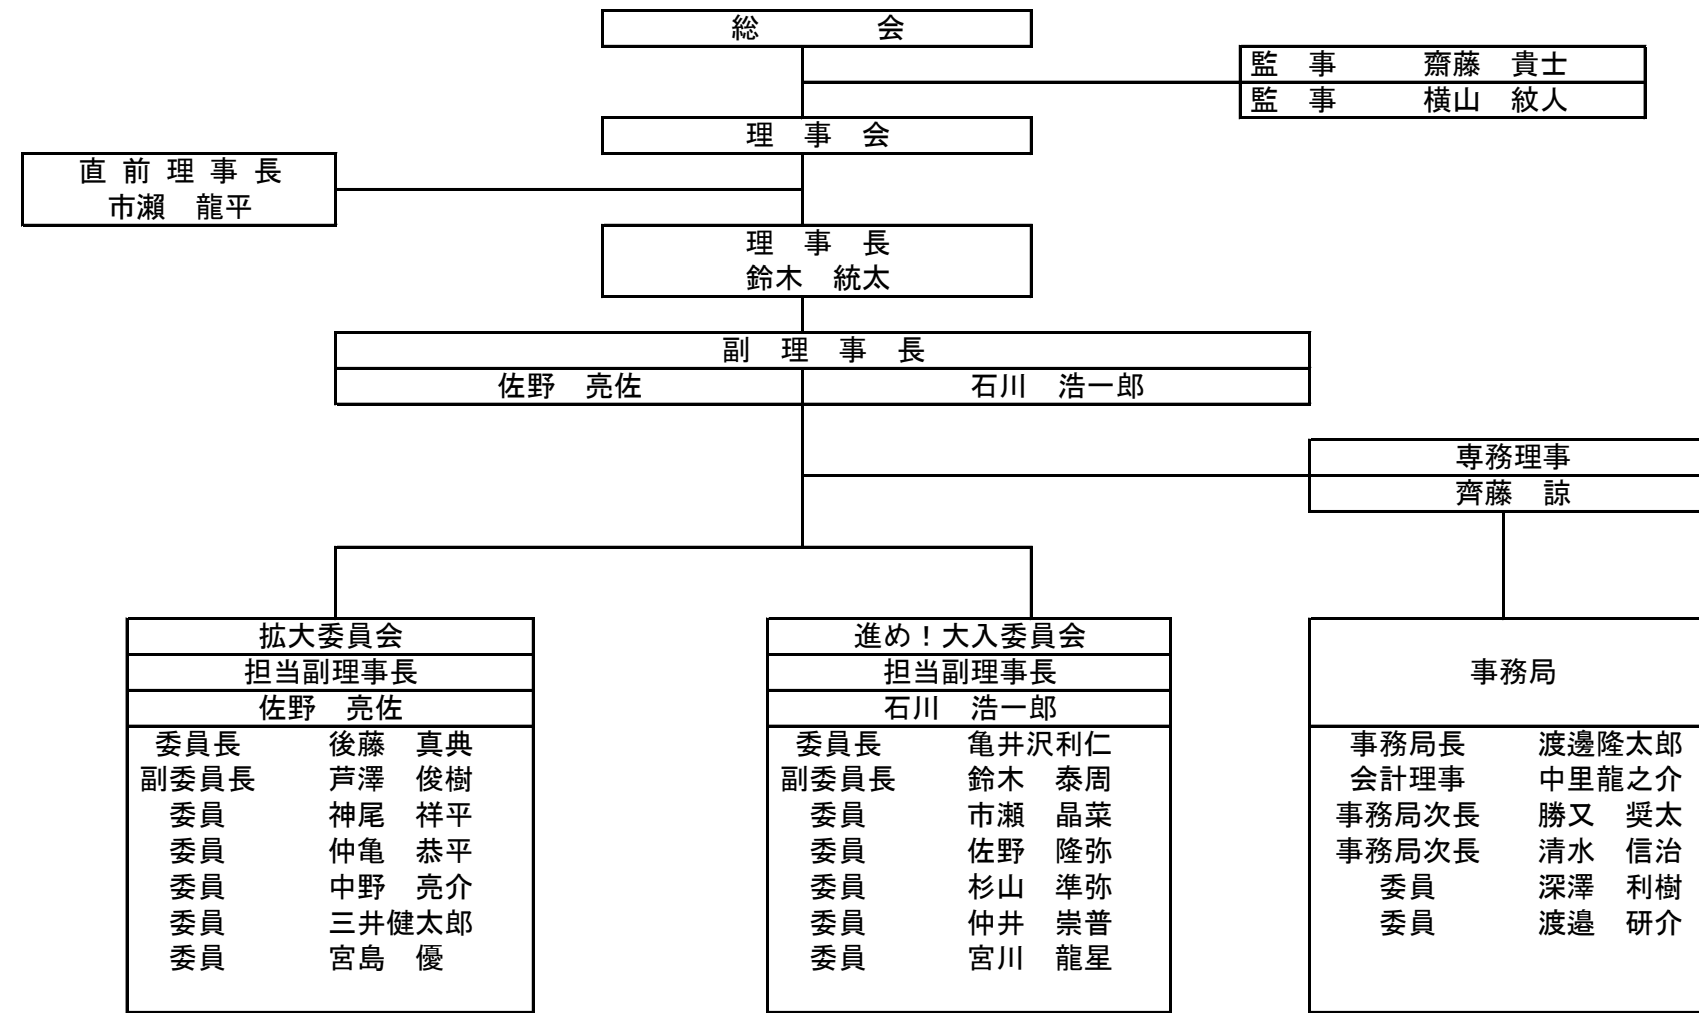 総　会
監　事　齋藤　貴士
監　事　横山　紋人
理　事　会
直 前 理 事 長
市瀨　龍平
理　事　長
鈴木　統太
副　理　事　長
佐野　亮佐　石川　浩一郎
専務理事
齊藤　諒
拡大委員会
担当副理事長
佐野　亮佐
委員長　後藤　真典
副委員長　芦澤　俊樹
委員　神尾　祥平
委員　仲亀　恭平
委員　中野　亮介
委員　三井健太郎
委員　宮島　優
進め！大入委員会
担当副理事長
石川　浩一郎
委員長　亀井沢利仁
副委員長　鈴木　泰周
委員　市瀬　晶菜
委員　佐野　隆弥
委員　杉山　準弥
委員　仲井　崇普
委員　宮川　龍星
事務局
事務局長　渡邊隆太郎
会計理事　中里龍之介
事務局次長　勝又　奨太
事務局次長　清水　信治
委員　深澤　利樹
委員　渡邉　研介